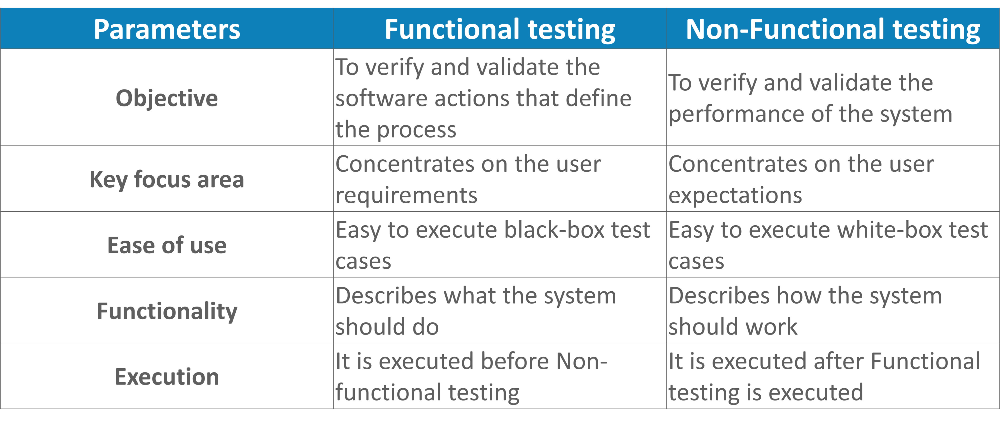 Parameters
Functional testing
Non-Functional testing
Objective
To verify and validate the
software actions that define
the process
To verify and validate the
performance of the system
Key focus area
Concentrates on the user
requirements
Concentrates on the user
expectations
Ease of use
Easy to execute black-box test
cases
Easy to execute white-box test
cases
Functionality
Describes what the system
should do
Describes how the system
should work
Execution
It is executed before Non-
functional testing
It is executed after Functional
testing is executed